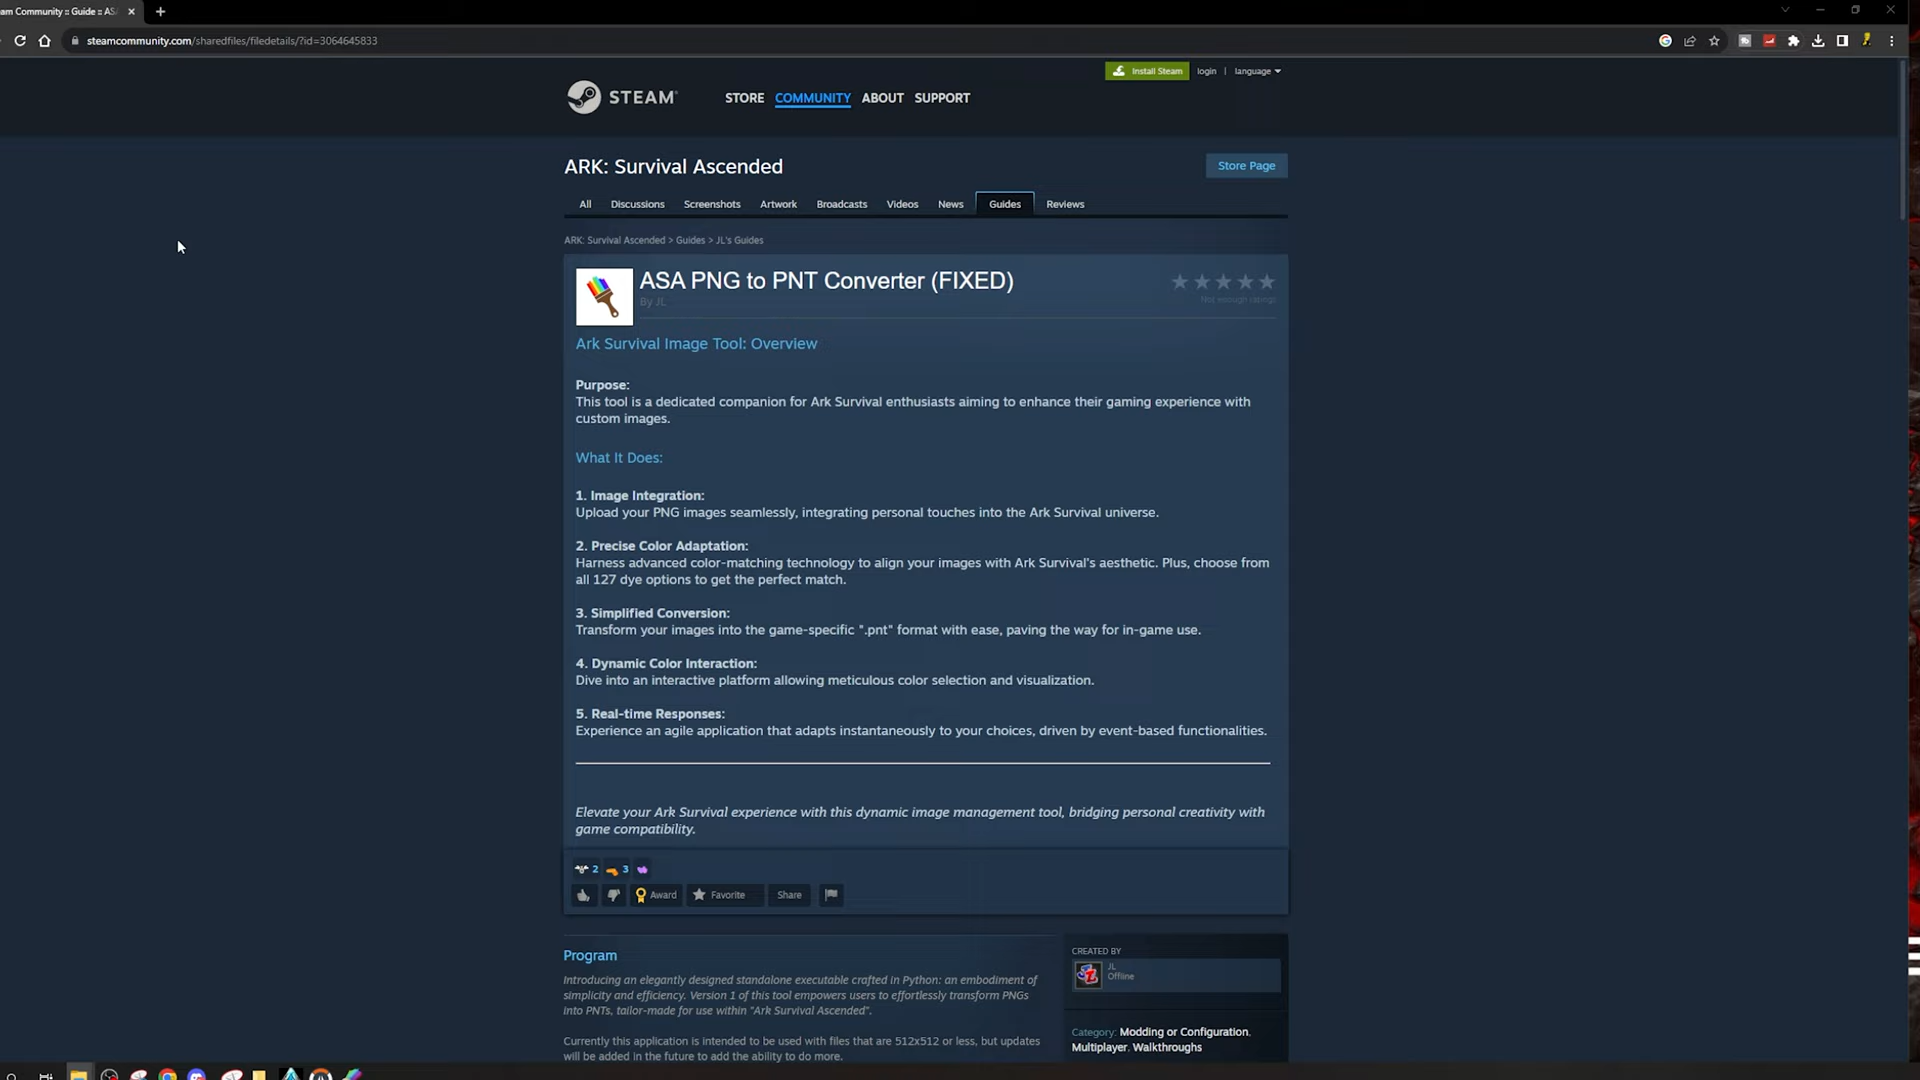 am Community :: Guide :: AS
steamcommunity.com/sharedfiles/filedetails/?id=3064645833
Install Steam login | language
STEAM
STORE COMMUNITY ABOUT SUPPORT
ARK: Survival Ascended
Store Page
All Discussions Screenshots Artwork Broadcasts Videos News Guides Reviews
ARK: Survival Ascended > Guides > JL's Guides
ASA PNG to PNT Converter (FIXED)
By JL
Not enough ratings
Ark Survival Image Tool: Overview
Purpose:
This tool is a dedicated companion for Ark Survival enthusiasts aiming to enhance their gaming experience with
custom images.
What It Does:
1. Image Integration:
Upload your PNG images seamlessly, integrating personal touches into the Ark Survival universe.
2. Precise Color Adaptation:
Harness advanced color-matching technology to align your images with Ark Survival's aesthetic. Plus, choose from
all 127 dye options to get the perfect match.
3. Simplified Conversion:
Transform your images into the game-specific ".pnt" format with ease, paving the way for in-game use.
4. Dynamic Color Interaction:
Dive into an interactive platform allowing meticulous color selection and visualization.
5. Real-time Responses:
Experience an agile application that adapts instantaneously to your choices, driven by event-based functionalities.
Elevate your Ark Survival experience with this dynamic image management tool, bridging personal creativity with
game compatibility.
2 3
Award Favorite Share
Program
Introducing an elegantly designed standalone executable crafted in Python: an embodiment of
simplicity and efficiency. Version 1 of this tool empowers users to effortlessly transform PNGs
into PNTs, tailor-made for use within "Ark Survival Ascended".
Currently this application is intended to be used with files that are 512x512 or less, but updates
will be added in the future to add the ability to do more.
CREATED BY
JL
Offline
Category: Modding or Configuration,
Multiplayer, Walkthroughs